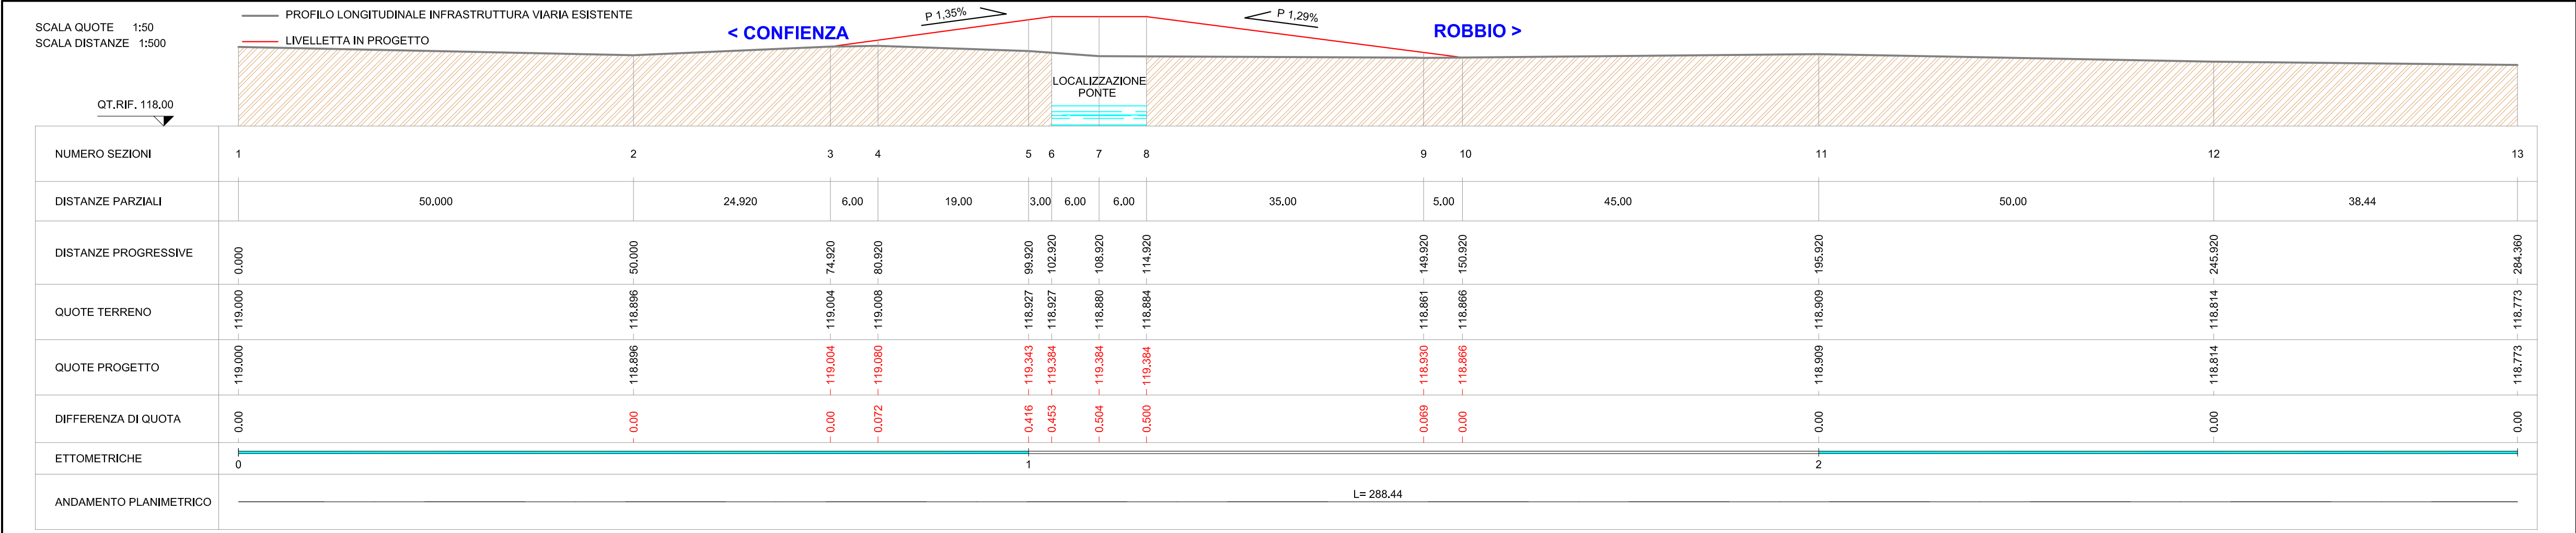 SCALA QUOTE 1:50
SCALA DISTANZE 1:500
PROFILO LONGITUDINALE INFRASTRUTTURA VIARIA ESISTENTE
LIVELLETTA IN PROGETTO
< CONFIENZA
P 1,35%
P 1,29%
ROBBIO >
LOCALIZZAZIONE
PONTE
QT.RIF. 118.00
NUMERO SEZIONI 1 2 3 4 5 6 7 8 9 10 11 12 13
DISTANZE PARZIALI 50.000 24.920 6.00 19.00 3.00 6.00 6.00 35.00 5.00 45.00 50.00 38.44
DISTANZE PROGRESSIVE 0.000 50.000 74.920 80.920 99.920 102.920 108.920 114.920 149.920 150.920 195.920 245.920 284.360
QUOTE TERRENO 119.000 118.896 119.004 119.008 118.927 118.927 118.880 118.884 118.861 118.866 118.909 118.814 118.773
QUOTE PROGETTO 119.000 118.896 119.004 119.080 119.343 119.384 119.384 119.384 118.930 118.866 118.909 118.814 118.773
DIFFERENZA DI QUOTA 0.00 0.00 0.00 0.072 0.416 0.453 0.504 0.500 0.069 0.00 0.00 0.00 0.00
ETTOMETRICHE 0 1 2
ANDAMENTO PLANIMETRICO L= 288.44